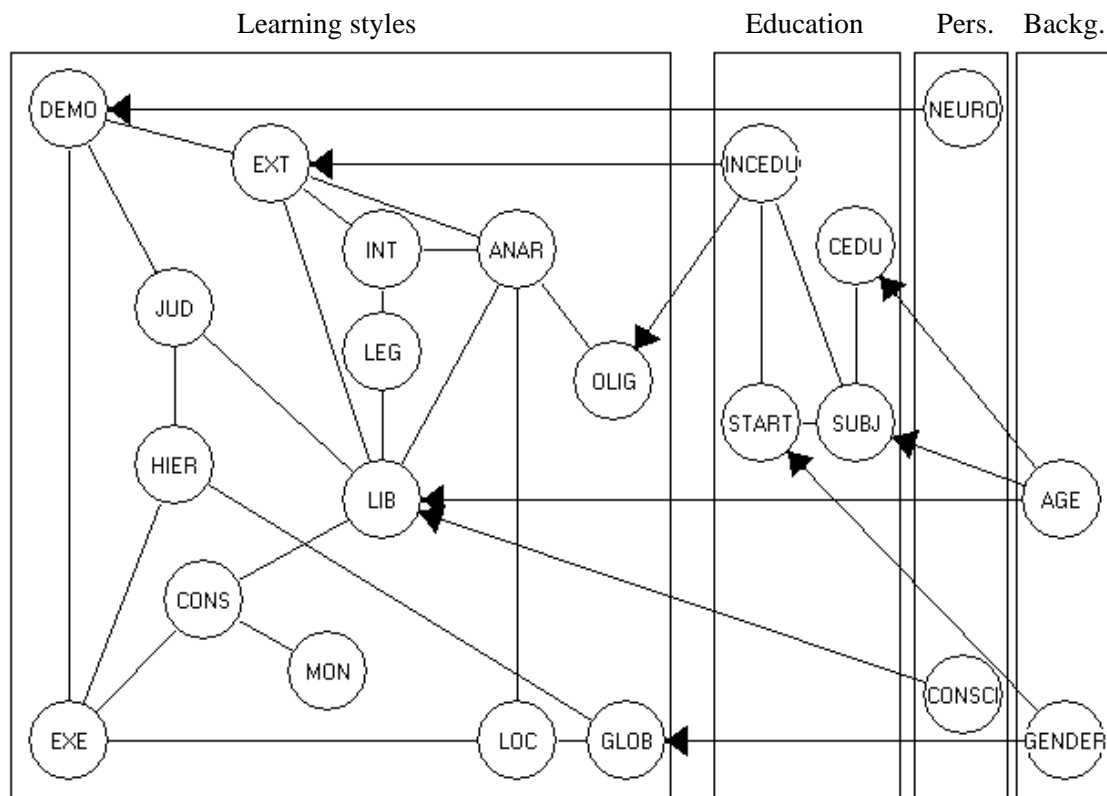 Learning styles Education Pers. Backg.
DEMO NEURO
EXT INCEDU
INT ANAR CEDU
JUD
LEG
OLIG
START SUBJ
HIER
LIB AGE
CONS
MON CONSCI
EXE LOC GLOB GENDER